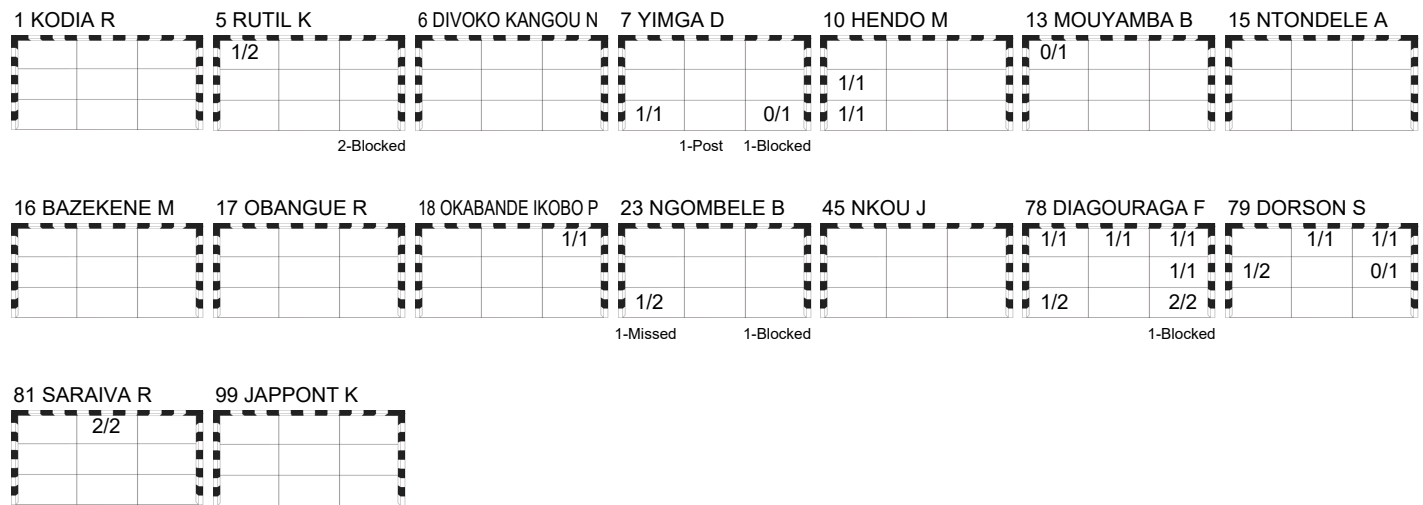 1 KODIA R 5 RUTIL K 6 DIVOKO KANGOU N 7 YIMGA D 10 HENDO M 13 MOUYAMBA B 15 NTONDELE A
1/2 0/1
1/1
1/1 0/1 1/1
2-Blocked 1-Post 1-Blocked
16 BAZEKENE M 17 OBANGUE R 18 OKABANDE IKOBO P 23 NGOMBELE B 45 NKOU J 78 DIAGOURAGA F 79 DORSON S
1/1 1/1 1/1 1/1 1/1 1/1
1/1 1/2 0/1
1/2 1/2 2/2
1-Missed 1-Blocked 1-Blocked
81 SARAIVA R 99 JAPPONT K
2/2